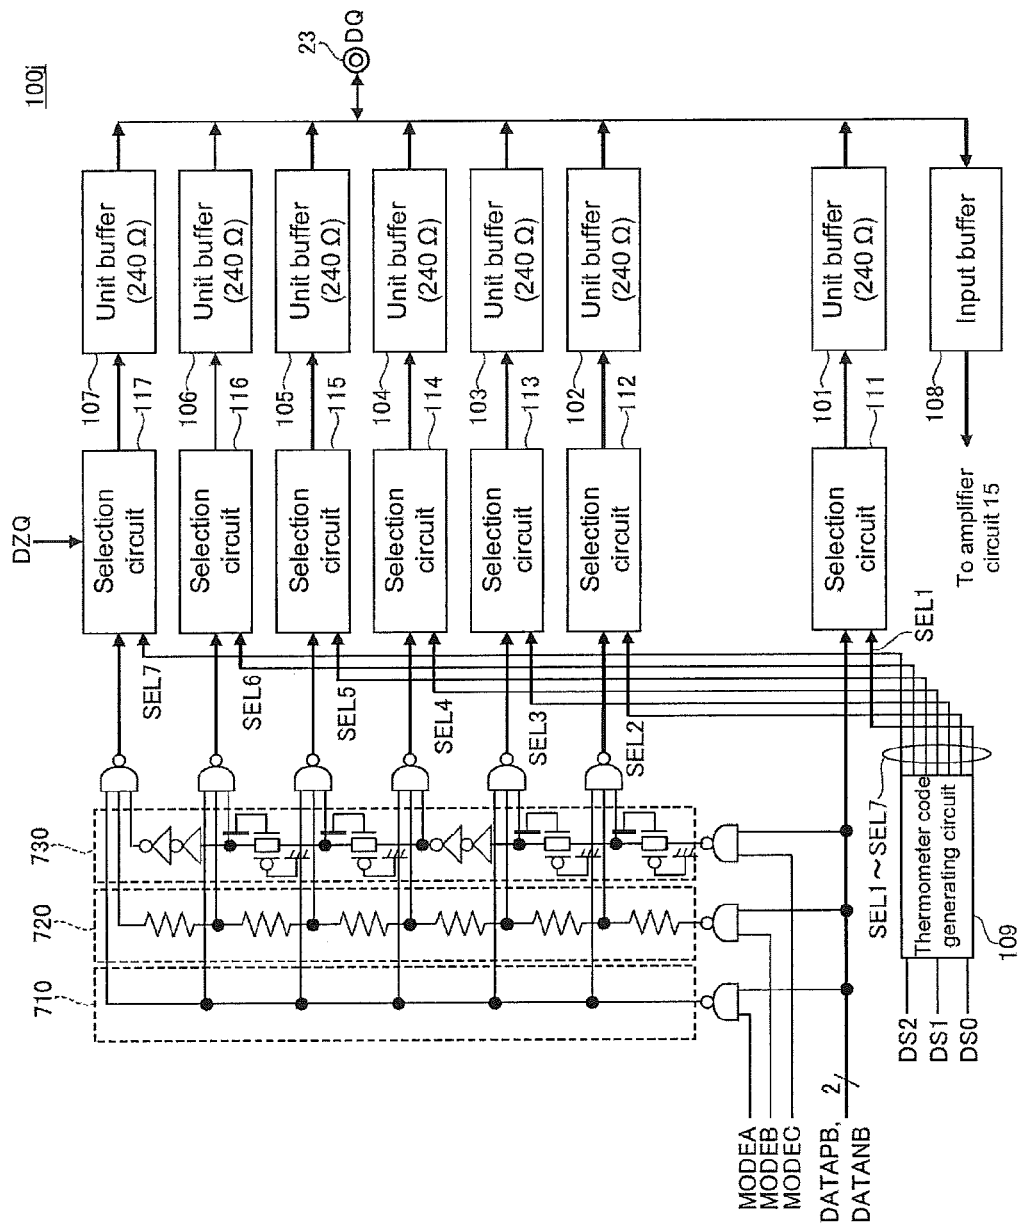 100j
23
DQ
Unit buffer
(240 Ω)
Unit buffer
(240 Ω)
Unit buffer
(240 Ω)
Unit buffer
(240 Ω)
Unit buffer
(240 Ω)
Unit buffer
(240 Ω)
Unit buffer
(240 Ω)
Input buffer
107
106
105
104
103
102
101
108
117
116
115
114
113
112
111
DZQ
Selection
circuit
Selection
circuit
Selection
circuit
Selection
circuit
Selection
circuit
Selection
circuit
Selection
circuit
To amplifier
circuit 15
SEL7
SEL6
SEL5
SEL4
SEL3
SEL2
SEL1
SEL1~SEL7
730
720
710
Thermometer code
generating circuit
109
DS2
DS1
DS0
2
MODEA
MODEB
MODEC
DATAPB,
DATANB